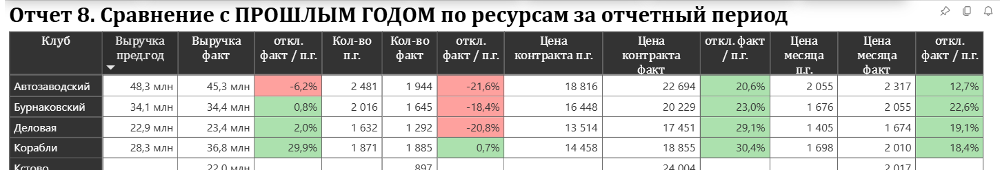 Отчет 8. Сравнение с ПРОШЛЫМ ГОДОМ по ресурсам за отчетный период
Клуб Выручка пред.год Выручка факт откл. факт / п.г. Кол-во п.г. Кол-во факт откл. факт / п.г. Цена контракта п.г. Цена контракта факт откл. факт / п.г. Цена месяца п.г. Цена месяца факт откл. факт / п.г.
Автозаводский 48,3 млн 45,3 млн -6,2% 2 481 1 944 -21,6% 18 816 22 694 20,6% 2 055 2 317 12,7%
Бурнаковский 34,1 млн 34,4 млн 0,8% 2 016 1 645 -18,4% 16 448 20 229 23,0% 1 676 2 055 22,6%
Деловая 22,9 млн 23,4 млн 2,0% 1 632 1 292 -20,8% 13 514 17 451 29,1% 1 405 1 674 19,1%
Корабли 28,3 млн 36,8 млн 29,9% 1 871 1 885 0,7% 14 458 18 855 30,4% 1 698 2 010 18,4%
Кстово 22,0 млн 897 24 004 2 017